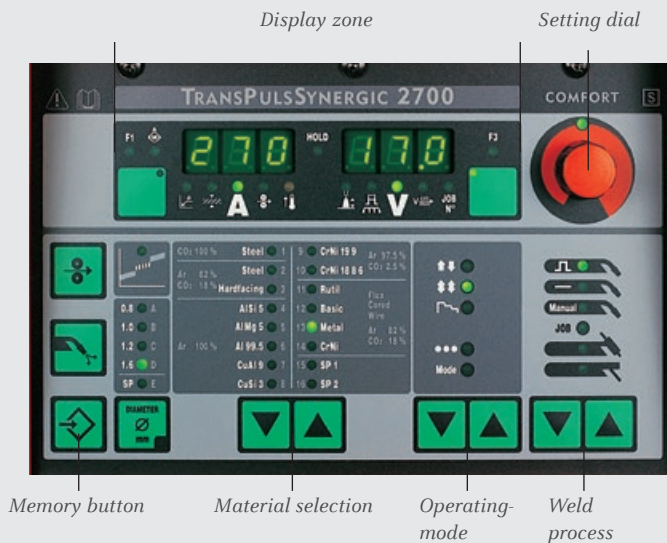 Display zone
Setting dial
TRANSPULSSYNERGIC 2700
COMFORT
S
F1
HOLD
F3
270
17.0
A
V
JOB
N°
CO₂ 100 %
Steel 1
Ar 82 %
CO₂ 18 %
Steel 2
Hardfacing 3
AlSi 5 4
AlMg 5 5
Ar 100 %
Al 99.5 6
CuAl 9 7
CuSi 3 8
9 CrNi 19 9
10 CrNi 18 8 6
Ar 97.5 %
CO₂ 2.5 %
11 Rutil
12 Basic
Flux
Cored
Wire
13 Metal
14 CrNi
Ar 82 %
CO₂ 18 %
15 SP 1
16 SP 2
0.8 A
1.0 B
1.2 C
1.6 D
SP E
DIAMETER
Ø
mm
Mode
Manual
JOB
Memory button
Material selection
Operating-
mode
Weld
process